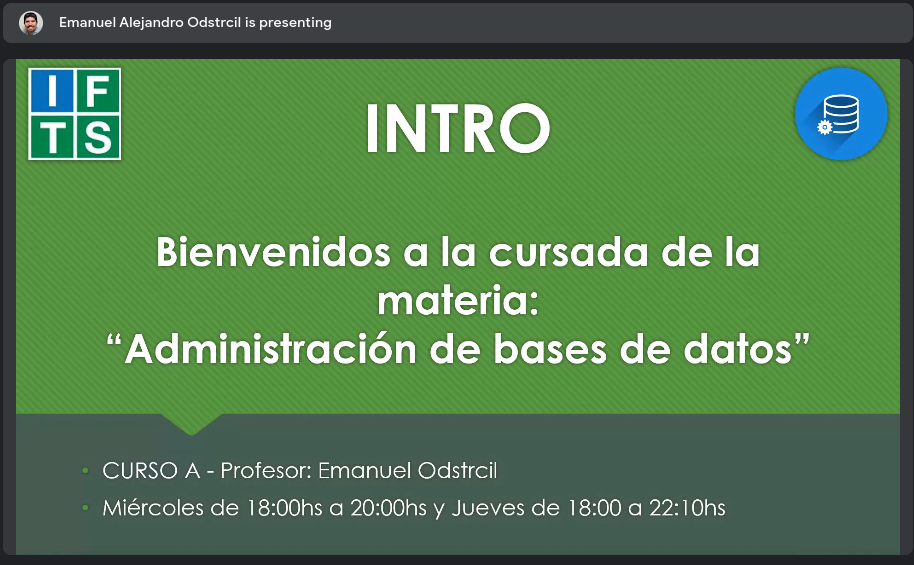 Emanuel Alejandro Odstrcil is presenting
I F
T S
INTRO
Bienvenidos a la cursada de la
materia:
“Administración de bases de datos”
CURSO A - Profesor: Emanuel Odstrcil
Miércoles de 18:00hs a 20:00hs y Jueves de 18:00 a 22:10hs